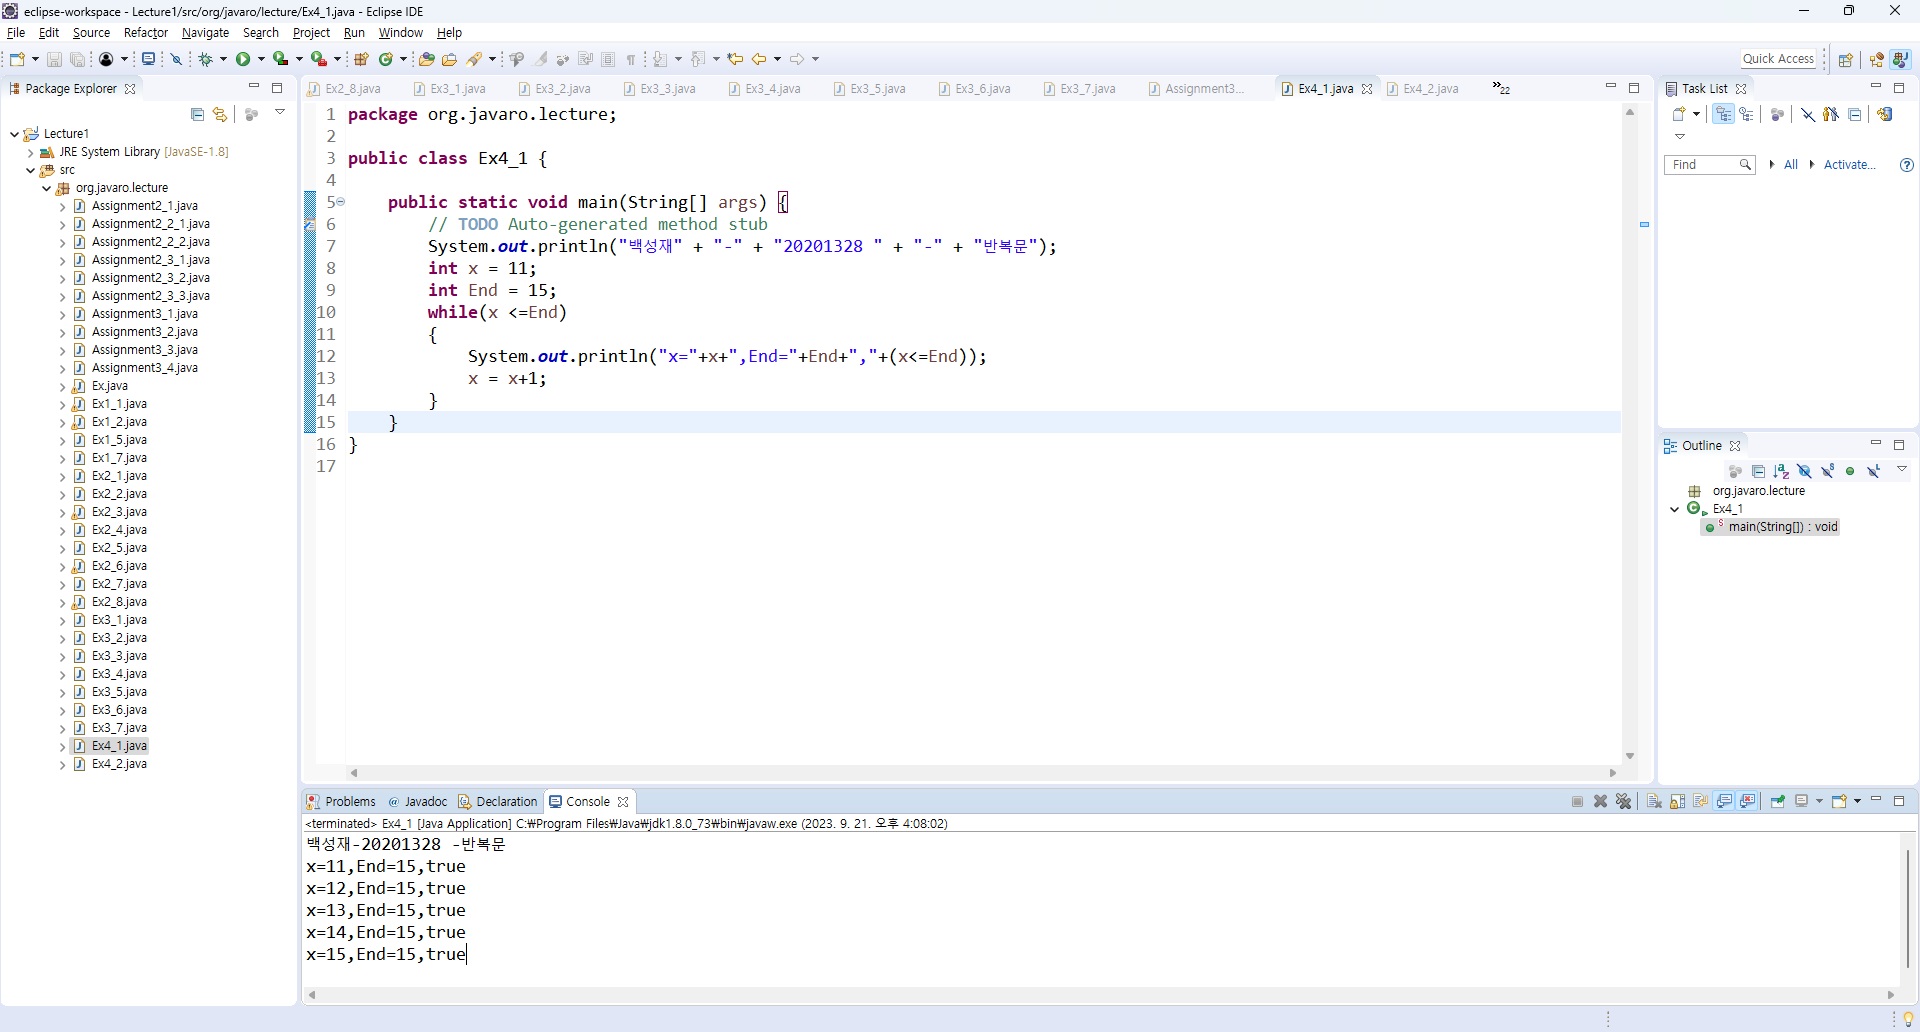 eclipse-workspace - Lecture1/src/org/javaro/lecture/Ex4_1.java - Eclipse IDE
File Edit Source Refactor Navigate Search Project Run Window Help
Quick Access
Package Explorer
Lecture1
JRE System Library [JavaSE-1.8]
src
org.javaro.lecture
Assignment2_1.java
Assignment2_2_1.java
Assignment2_2_2.java
Assignment2_3_1.java
Assignment2_3_2.java
Assignment2_3_3.java
Assignment3_1.java
Assignment3_2.java
Assignment3_3.java
Assignment3_4.java
Ex.java
Ex1_1.java
Ex1_2.java
Ex1_5.java
Ex1_7.java
Ex2_1.java
Ex2_2.java
Ex2_3.java
Ex2_4.java
Ex2_5.java
Ex2_6.java
Ex2_7.java
Ex2_8.java
Ex3_1.java
Ex3_2.java
Ex3_3.java
Ex3_4.java
Ex3_5.java
Ex3_6.java
Ex3_7.java
Ex4_1.java
Ex4_2.java
Ex2_8.java Ex3_1.java Ex3_2.java Ex3_3.java Ex3_4.java Ex3_5.java Ex3_6.java Ex3_7.java Assignment3... Ex4_1.java Ex4_2.java »22
1 package org.javaro.lecture;
2
3 public class Ex4_1 {
4
5 public static void main(String[] args) {
6 // TODO Auto-generated method stub
7 System.out.println("백성재" + "-" + "20201328 " + "-" + "반복문");
8 int x = 11;
9 int End = 15;
10 while(x <=End)
11 {
12 System.out.println("x="+x+",End="+End+","+(x<=End));
13 x = x+1;
14 }
15 }
16 }
17
Task List
Find All Activate...
Outline
org.javaro.lecture
Ex4_1
main(String[]) : void
Problems Javadoc Declaration Console
<terminated> Ex4_1 [Java Application] C:₩Program Files₩Java₩jdk1.8.0_73₩bin₩javaw.exe (2023. 9. 21. 오후 4:08:02)
백성재-20201328 -반복문
x=11,End=15,true
x=12,End=15,true
x=13,End=15,true
x=14,End=15,true
x=15,End=15,true